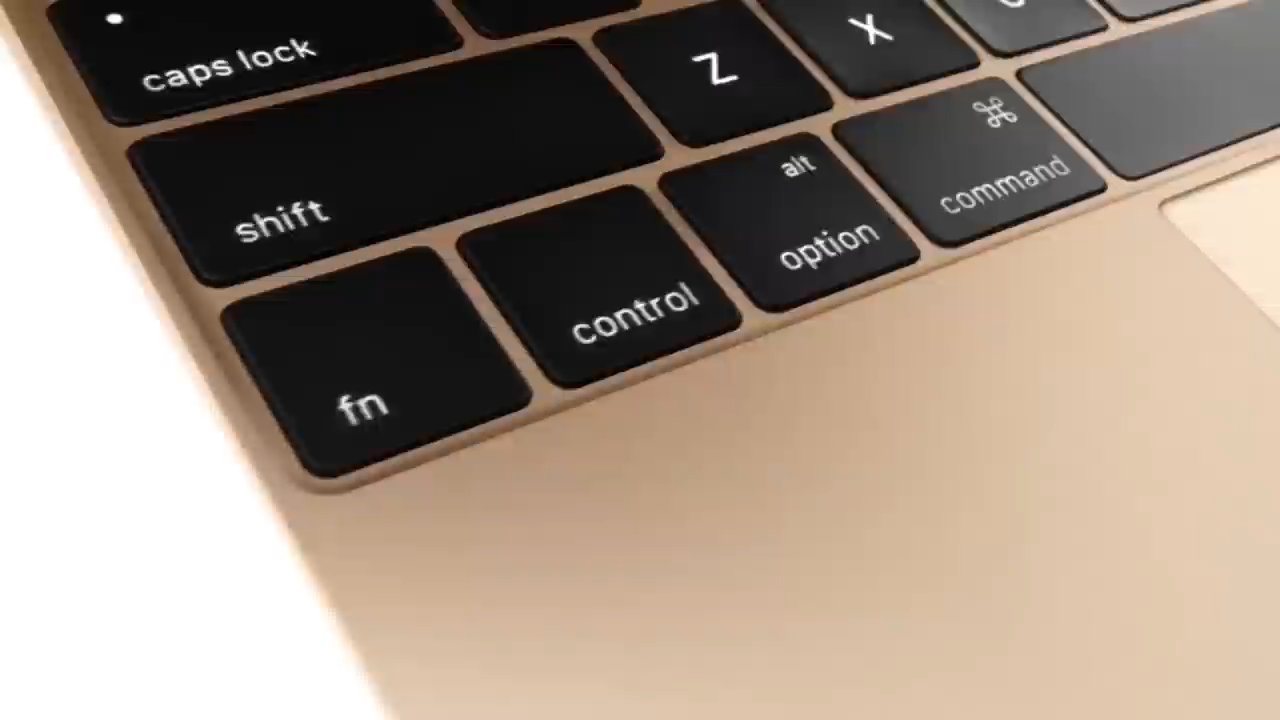 caps lock
shift
Z
X
alt
⌘
option
command
control
fn